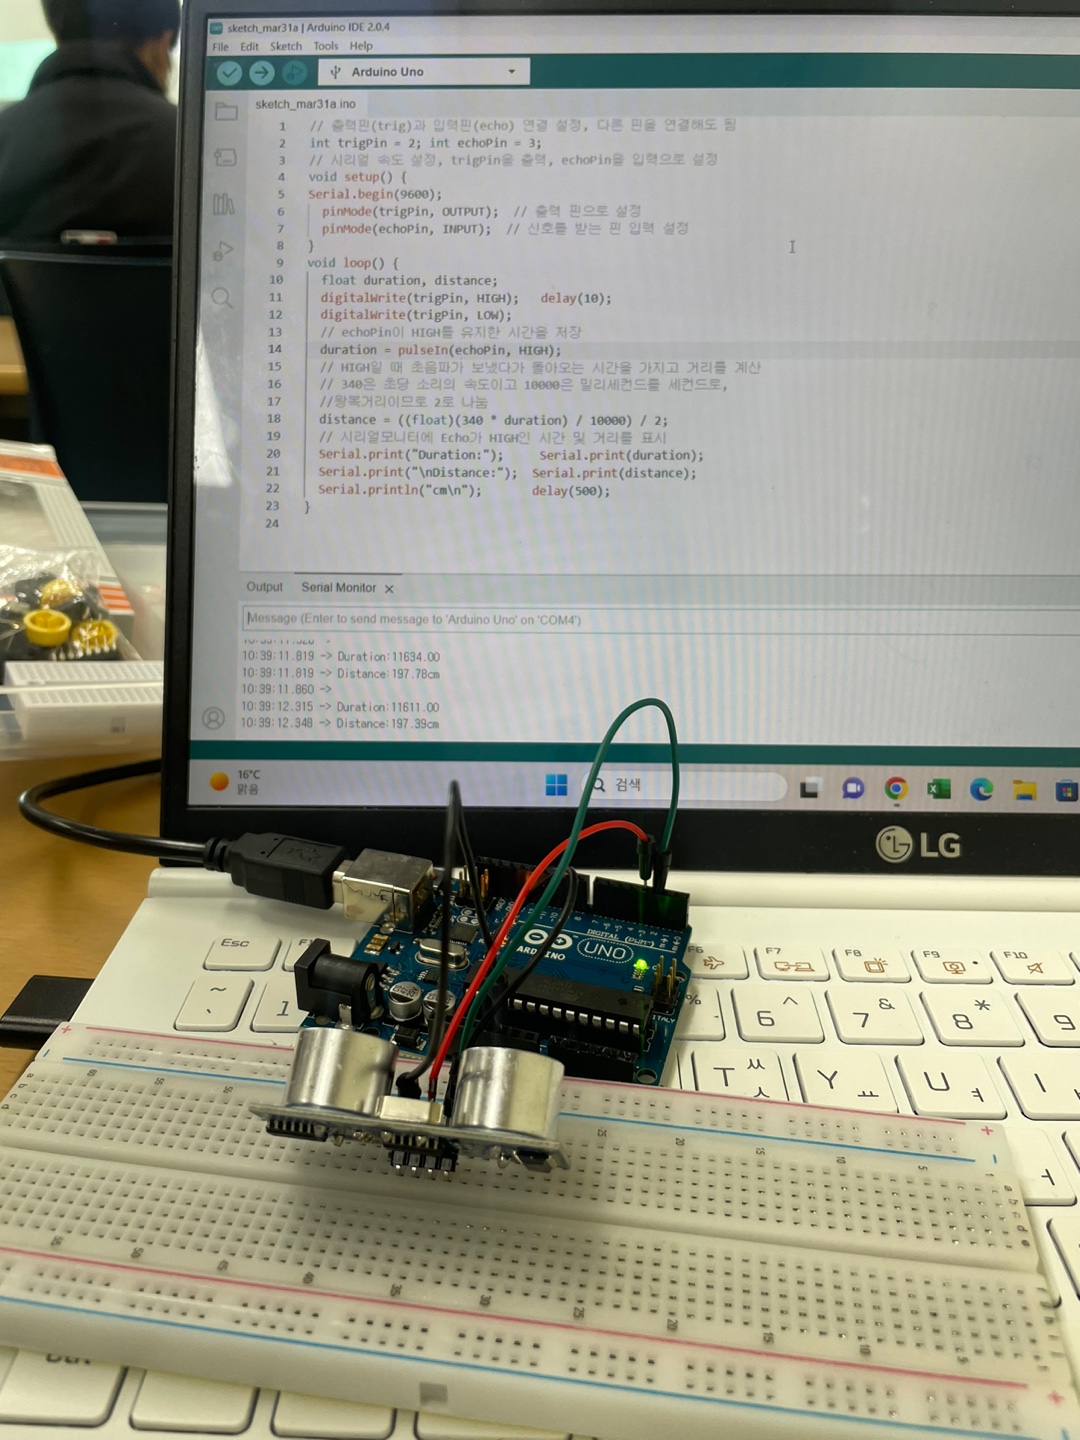 sketch_mar31a | Arduino IDE 2.0.4
File Edit Sketch Tools Help
Arduino Uno
sketch_mar31a.ino
1 // 출력핀(trig)과 입력핀(echo) 연결 설정, 다른 핀을 연결해도 됨
2 int trigPin = 2; int echoPin = 3;
3 // 시리얼 속도 설정, trigPin을 출력, echoPin을 입력으로 설정
4 void setup() {
5 Serial.begin(9600);
6 pinMode(trigPin, OUTPUT); // 출력 핀으로 설정
7 pinMode(echoPin, INPUT); // 신호를 받는 핀 입력 설정
8 }
9 void loop() {
10 float duration, distance;
11 digitalWrite(trigPin, HIGH); delay(10);
12 digitalWrite(trigPin, LOW);
13 // echoPin이 HIGH를 유지한 시간을 저장
14 duration = pulseIn(echoPin, HIGH);
15 // HIGH일 때 초음파가 보냈다가 돌아오는 시간을 가지고 거리를 계산
16 // 340은 초당 소리의 속도이고 10000은 밀리세컨드를 세컨드로,
17 //왕복거리이므로 2로 나눔
18 distance = ((float)(340 * duration) / 10000) / 2;
19 // 시리얼모니터에 Echo가 HIGH인 시간 및 거리를 표시
20 Serial.print("Duration:"); Serial.print(duration);
21 Serial.print("\nDistance:"); Serial.print(distance);
22 Serial.println("cm\n"); delay(500);
23 }
24
Output Serial Monitor
Message (Enter to send message to 'Arduino Uno' on 'COM4')
10:39:11.819 -> Duration:11634.00
10:39:11.819 -> Distance:197.78cm
10:39:11.860 ->
10:39:12.315 -> Duration:11611.00
10:39:12.348 -> Distance:197.39cm
16°C
맑음
검색
LG
ARDUINO
UNO
DIGITAL
ITALY
Esc
F6 F7 F8 F9 F10
~ 1 % 6 ^ 7 & 8 * 9
T ㅅ ㅆ Y ㅛ U ㅕ I